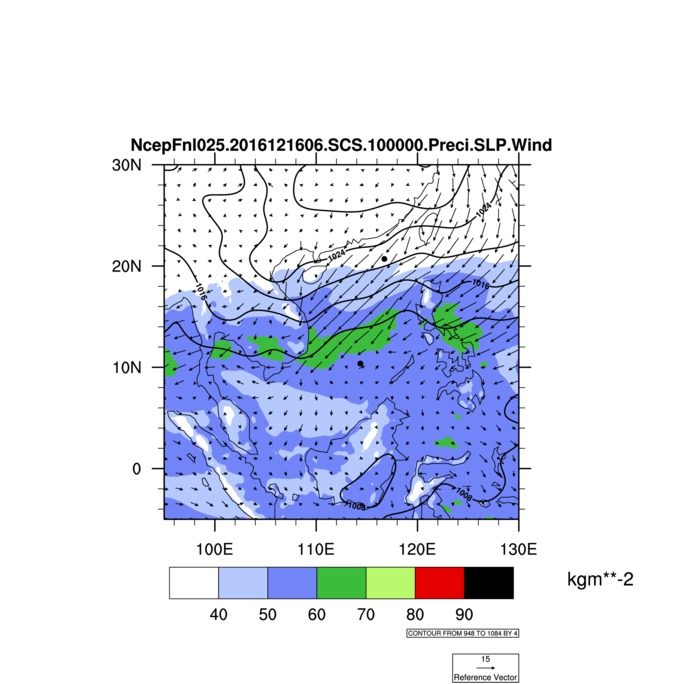 NcepFnl025.2016121606.SCS.100000.Preci.SLP.Wind
30N
1024
1024
20N
1016
1016
10N
0
1008
1008
100E
110E
120E
130E
kgm**-2
40
50
60
70
80
90
CONTOUR FROM 948 TO 1084 BY 4
15
Reference Vector